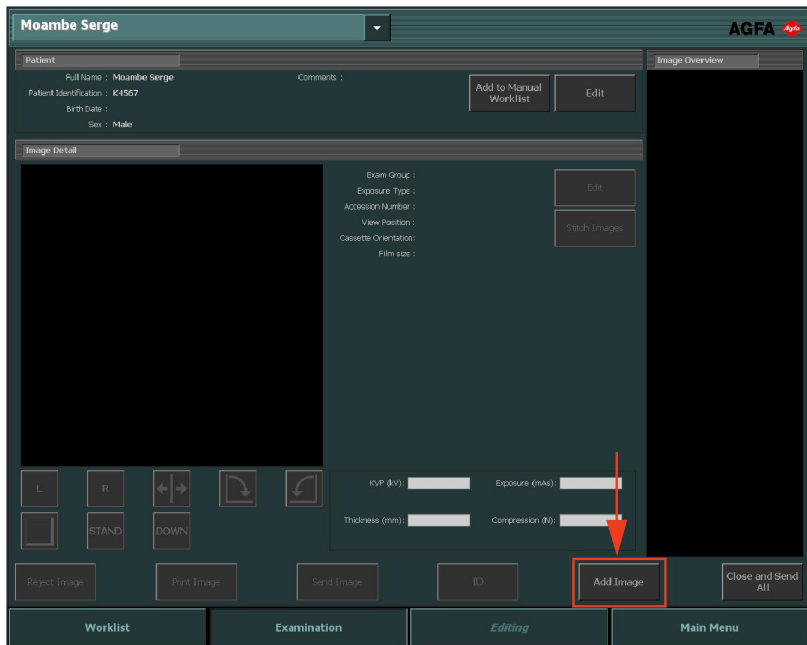 Moambe Serge
AGFA
Agfa
Patient
Image Overview
Full Name : Moambe Serge
Comments :
Patient Identification : K4567
Birth Date :
Sex : Male
Add to Manual
Worklist
Edit
Image Detail
Exam Group :
Exposure Type :
Accession Number :
View Position :
Cassette Orientation:
Film size :
Edit
Stitch Images
L
R
STAND
DOWN
KVP (kV):
Exposure (mAs):
Thickness (mm):
Compression (N):
Reject Image
Print Image
Send Image
ID
Add Image
Close and Send
All
Worklist
Examination
Editing
Main Menu